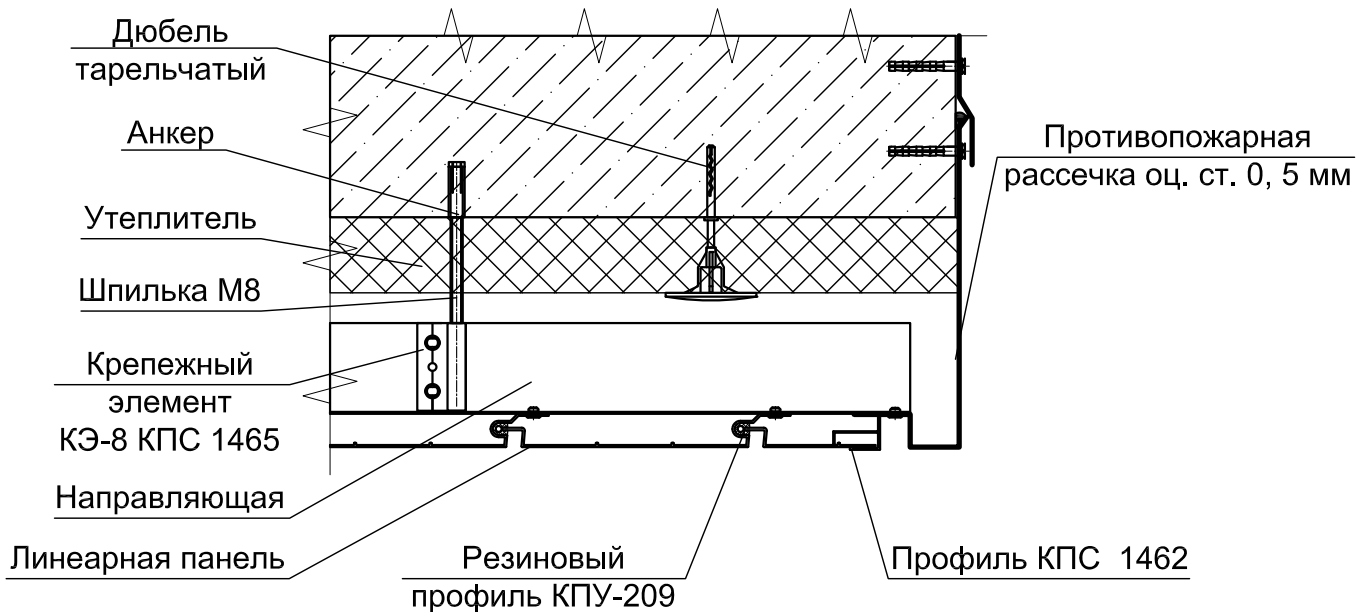 Дюбель
тарельчатый
Анкер
Утеплитель
Шпилька М8
Крепежный
элемент
КЭ-8 КПС 1465
Направляющая
Линеарная панель
Резиновый
профиль КПУ-209
Профиль КПС 1462
Противопожарная
рассечка оц. ст. 0, 5 мм